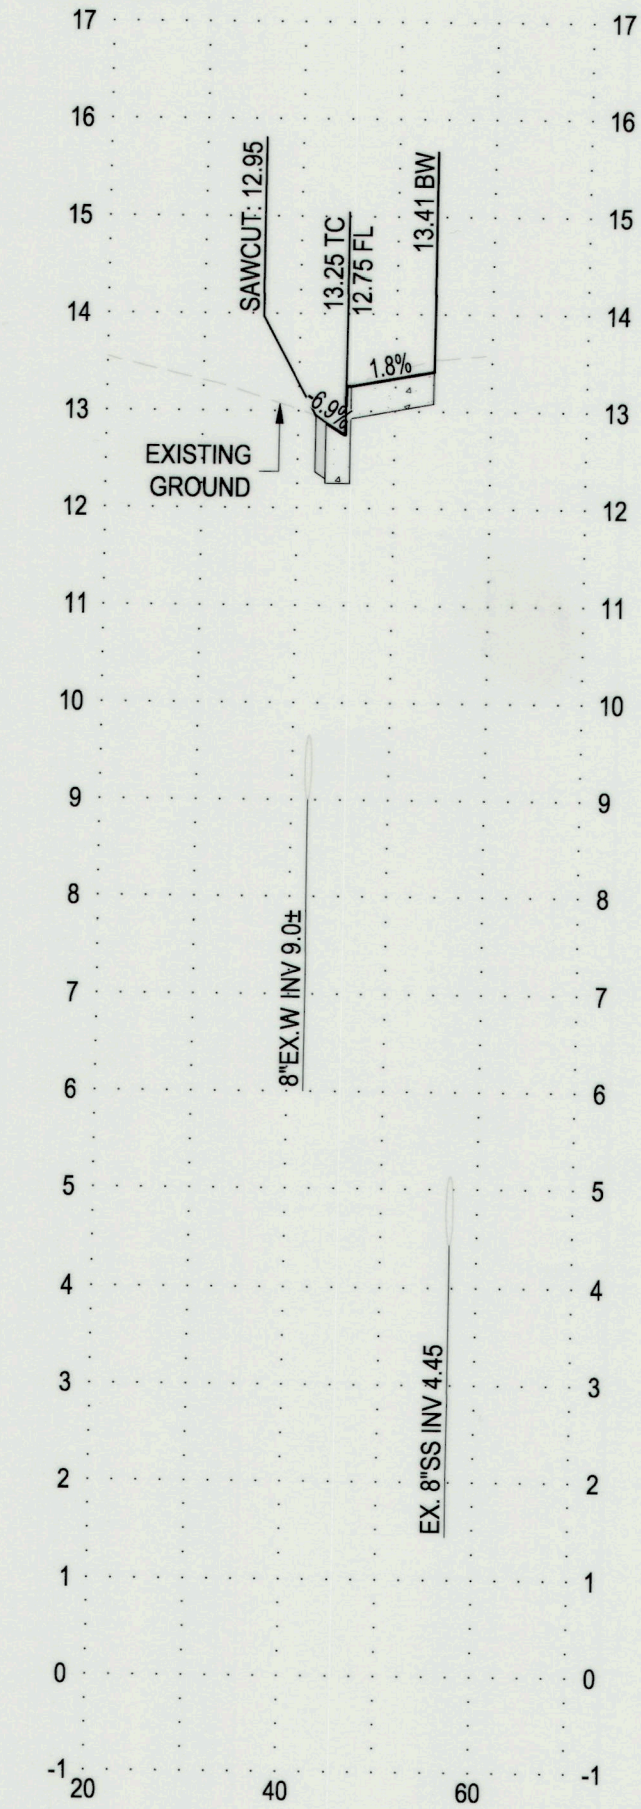 17 17
16 16
SAWCUT: 12.95
13.25 TC
12.75 FL
13.41 BW
15 15
14 14
1.8%
-6.9%
13 13
EXISTING
GROUND
12 12
11 11
10 10
9 9
8 8
8"EX.W INV 9.0±
7 7
6 6
5 5
4 4
EX. 8"SS INV 4.45
3 3
2 2
1 1
0 0
-1 -1
20 40 60